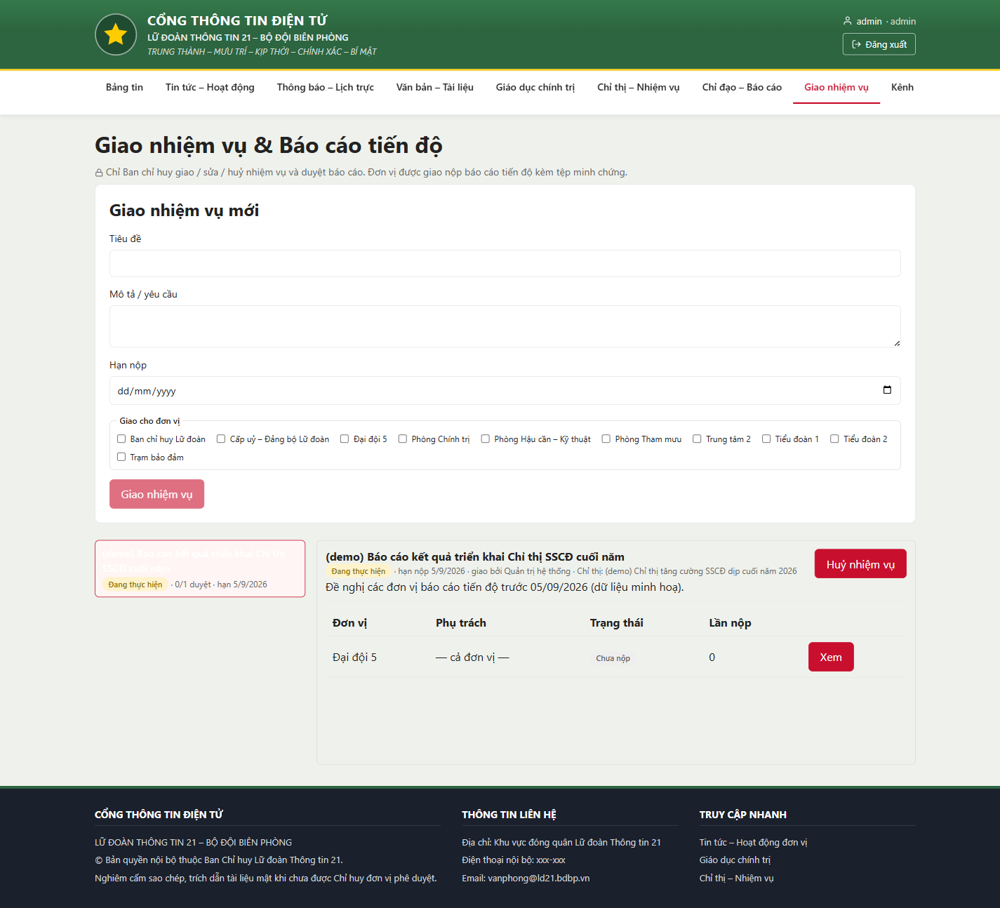 CỔNG THÔNG TIN ĐIỆN TỬ
LỮ ĐOÀN THÔNG TIN 21 – BỘ ĐỘI BIÊN PHÒNG
TRUNG THÀNH – MƯU TRÍ – KỊP THỜI – CHÍNH XÁC – BÍ MẬT
admin · admin
Đăng xuất
Bảng tin
Tin tức – Hoạt động
Thông báo – Lịch trực
Văn bản – Tài liệu
Giáo dục chính trị
Chỉ thị – Nhiệm vụ
Chỉ đạo – Báo cáo
Giao nhiệm vụ
Kênh
Giao nhiệm vụ & Báo cáo tiến độ
Chỉ Ban chỉ huy giao / sửa / huỷ nhiệm vụ và duyệt báo cáo. Đơn vị được giao nộp báo cáo tiến độ kèm tệp minh chứng.
Giao nhiệm vụ mới
Tiêu đề
Mô tả / yêu cầu
Hạn nộp
dd/mm/yyyy
Giao cho đơn vị
Ban chỉ huy Lữ đoàn
Cấp uỷ – Đảng bộ Lữ đoàn
Đại đội 5
Phòng Chính trị
Phòng Hậu cần – Kỹ thuật
Phòng Tham mưu
Trung tâm 2
Tiểu đoàn 1
Tiểu đoàn 2
Trạm bảo đảm
Giao nhiệm vụ
(demo) Báo cáo kết quả triển khai Chỉ thị
SSCĐ cuối năm
Đang thực hiện · 0/1 duyệt · hạn 5/9/2026
(demo) Báo cáo kết quả triển khai Chỉ thị SSCĐ cuối năm
Đang thực hiện · hạn nộp 5/9/2026 · giao bởi Quản trị hệ thống · Chỉ thị: (demo) Chỉ thị tăng cường SSCĐ dịp cuối năm 2026
Đề nghị các đơn vị báo cáo tiến độ trước 05/09/2026 (dữ liệu minh hoạ).
Huỷ nhiệm vụ
Đơn vị
Phụ trách
Trạng thái
Lần nộp
Đại đội 5
— cả đơn vị —
Chưa nộp
0
Xem
CỔNG THÔNG TIN ĐIỆN TỬ
LỮ ĐOÀN THÔNG TIN 21 – BỘ ĐỘI BIÊN PHÒNG
© Bản quyền nội bộ thuộc Ban Chỉ huy Lữ đoàn Thông tin 21.
Nghiêm cấm sao chép, trích dẫn tài liệu mật khi chưa được Chỉ huy đơn vị phê duyệt.
THÔNG TIN LIÊN HỆ
Địa chỉ: Khu vực đóng quân Lữ đoàn Thông tin 21
Điện thoại nội bộ: xxx-xxx
Email: vanphong@ld21.bdbp.vn
TRUY CẬP NHANH
Tin tức – Hoạt động đơn vị
Giáo dục chính trị
Chỉ thị – Nhiệm vụ